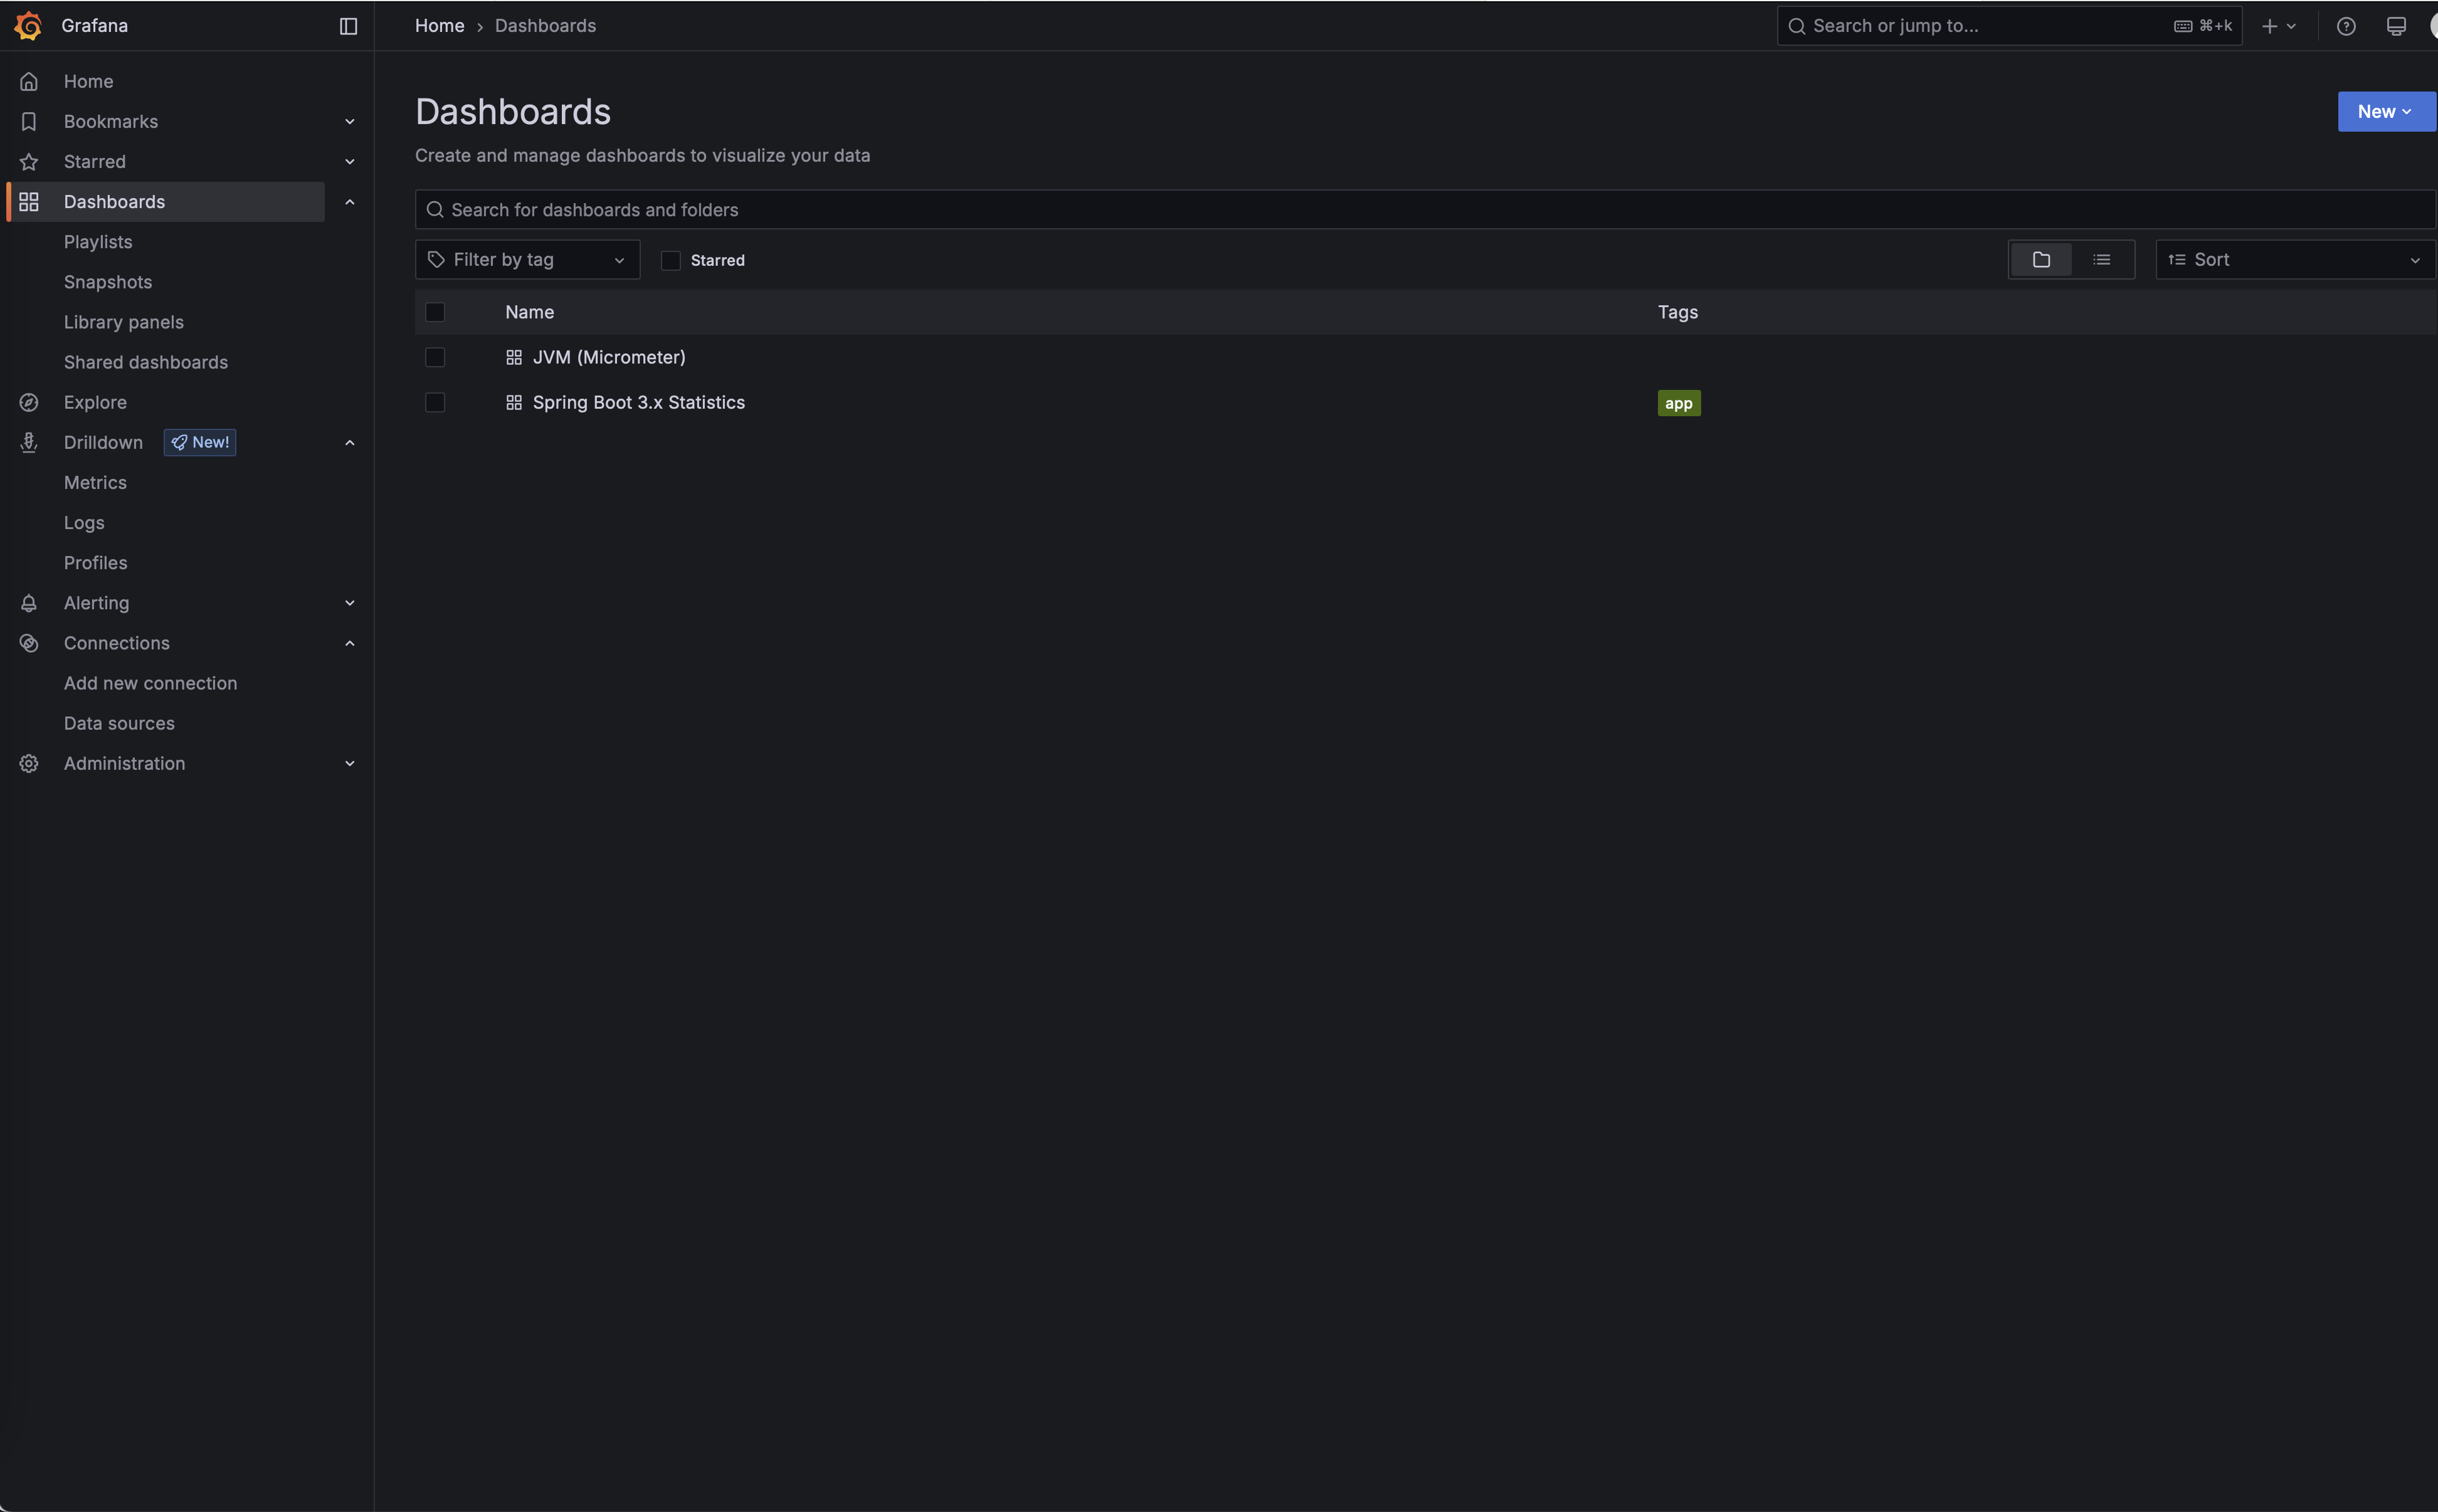 Grafana
Home › Dashboards
Search or jump to...
⌘+k
Home
Bookmarks
Starred
Dashboards
Playlists
Snapshots
Library panels
Shared dashboards
Explore
Drilldown New!
Metrics
Logs
Profiles
Alerting
Connections
Add new connection
Data sources
Administration
Dashboards
New
Create and manage dashboards to visualize your data
Search for dashboards and folders
Filter by tag
Starred
Sort
Name Tags
JVM (Micrometer)
Spring Boot 3.x Statistics app